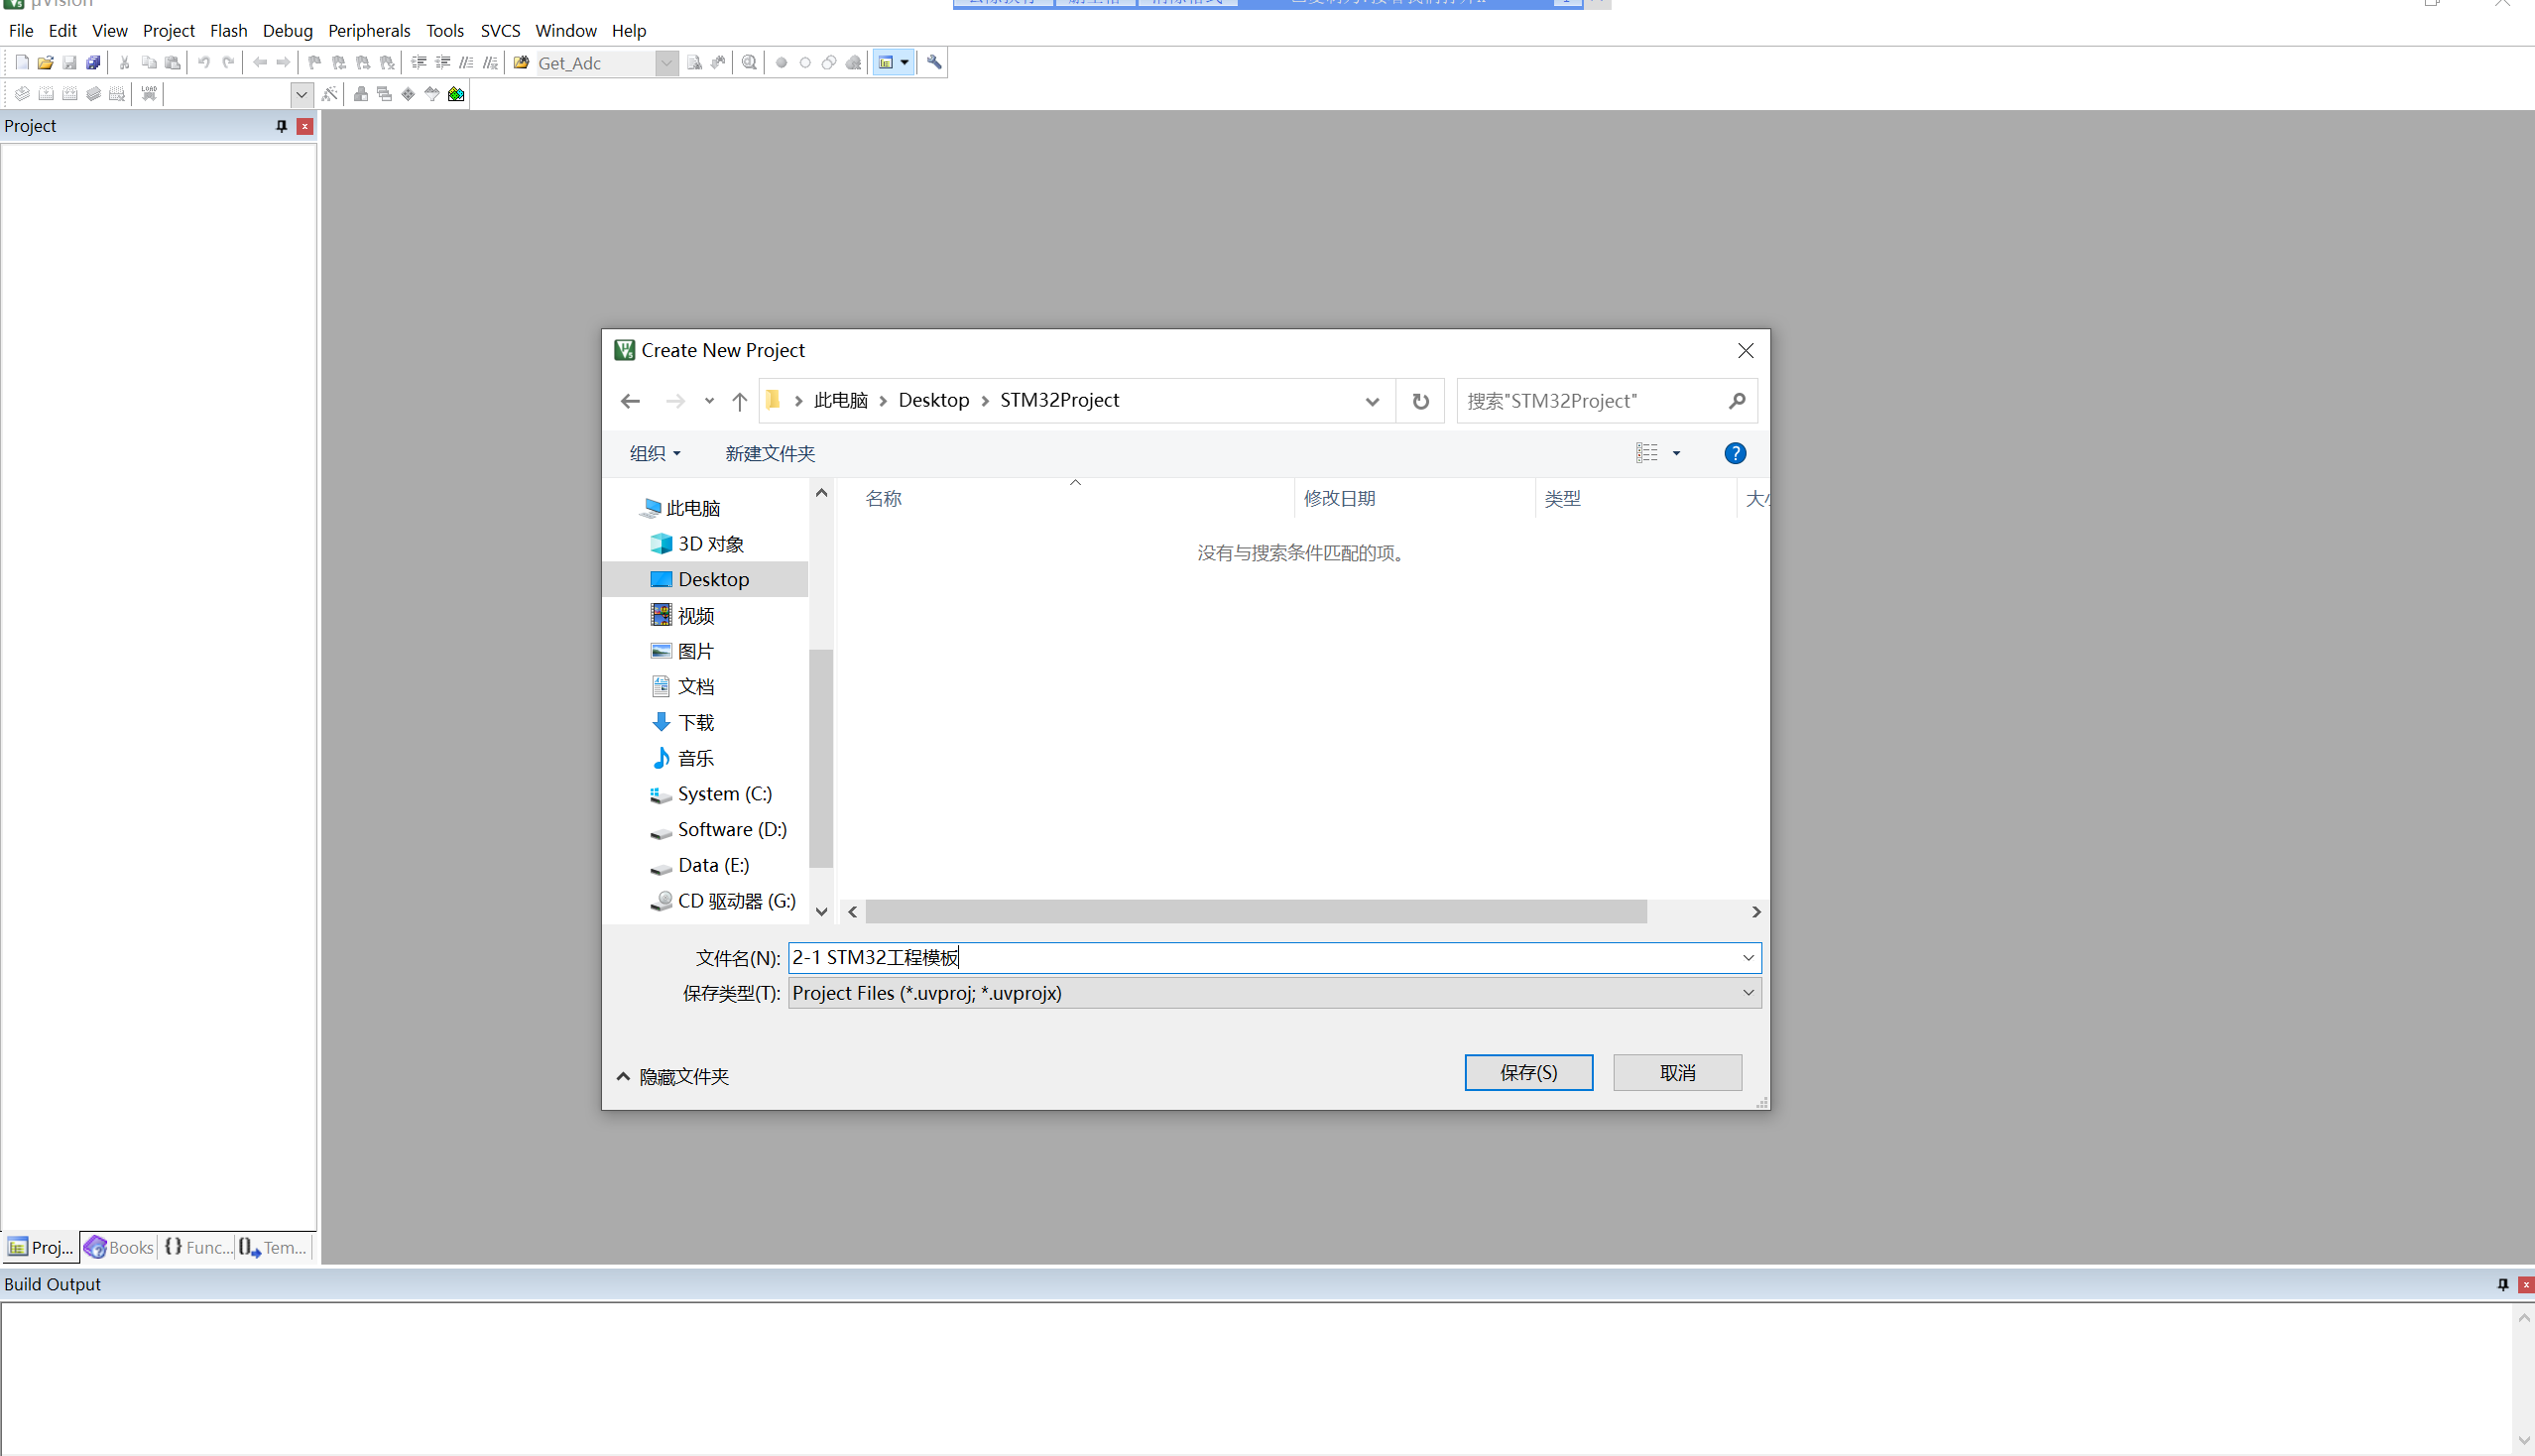 µVision
File Edit View Project Flash Debug Peripherals Tools SVCS Window Help
Get_Adc
LOAD
Project
Create New Project
此电脑 Desktop STM32Project
搜索"STM32Project"
组织 新建文件夹
名称 修改日期 类型
没有与搜索条件匹配的项。
此电脑
3D 对象
Desktop
视频
图片
文档
下载
音乐
System (C:)
Software (D:)
Data (E:)
CD 驱动器 (G:)
文件名(N): 2-1 STM32工程模板
保存类型(T): Project Files (*.uvproj; *.uvprojx)
隐藏文件夹
保存(S) 取消
Proj... Books Func... Tem...
Build Output